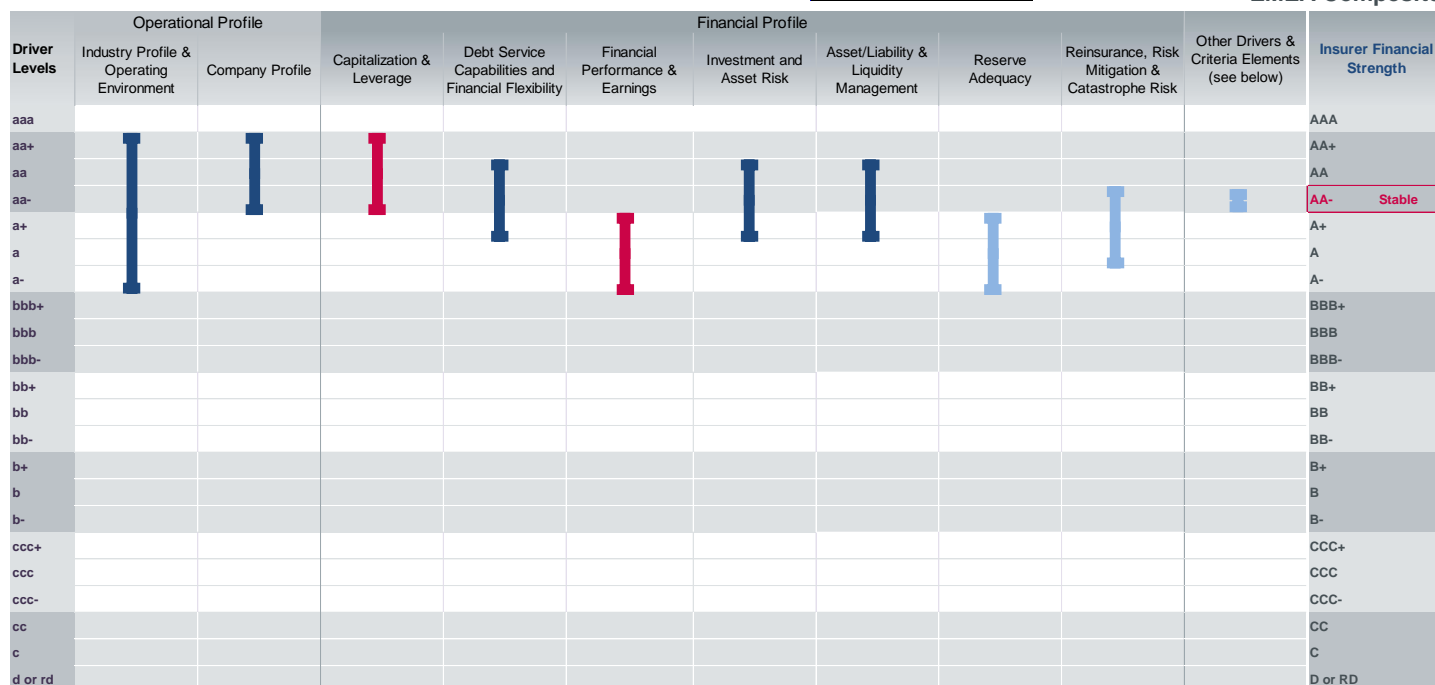 Operational Profile
Financial Profile
Driver
Levels
Industry Profile &
Operating
Environment
Company Profile
Capitalization &
Leverage
Debt Service
Capabilities and
Financial Flexibility
Financial
Performance &
Earnings
Investment and
Asset Risk
Asset/Liability &
Liquidity
Management
Reserve
Adequacy
Reinsurance, Risk
Mitigation &
Catastrophe Risk
Other Drivers &
Criteria Elements
(see below)
Insurer Financial
Strength
aaa AAA
aa+ AA+
aa AA
aa- AA- Stable
a+ A+
a A
a- A-
bbb+ BBB+
bbb BBB
bbb- BBB-
bb+ BB+
bb BB
bb- BB-
b+ B+
b B
b- B-
ccc+ CCC+
ccc CCC
ccc- CCC-
cc CC
c C
d or rd D or RD